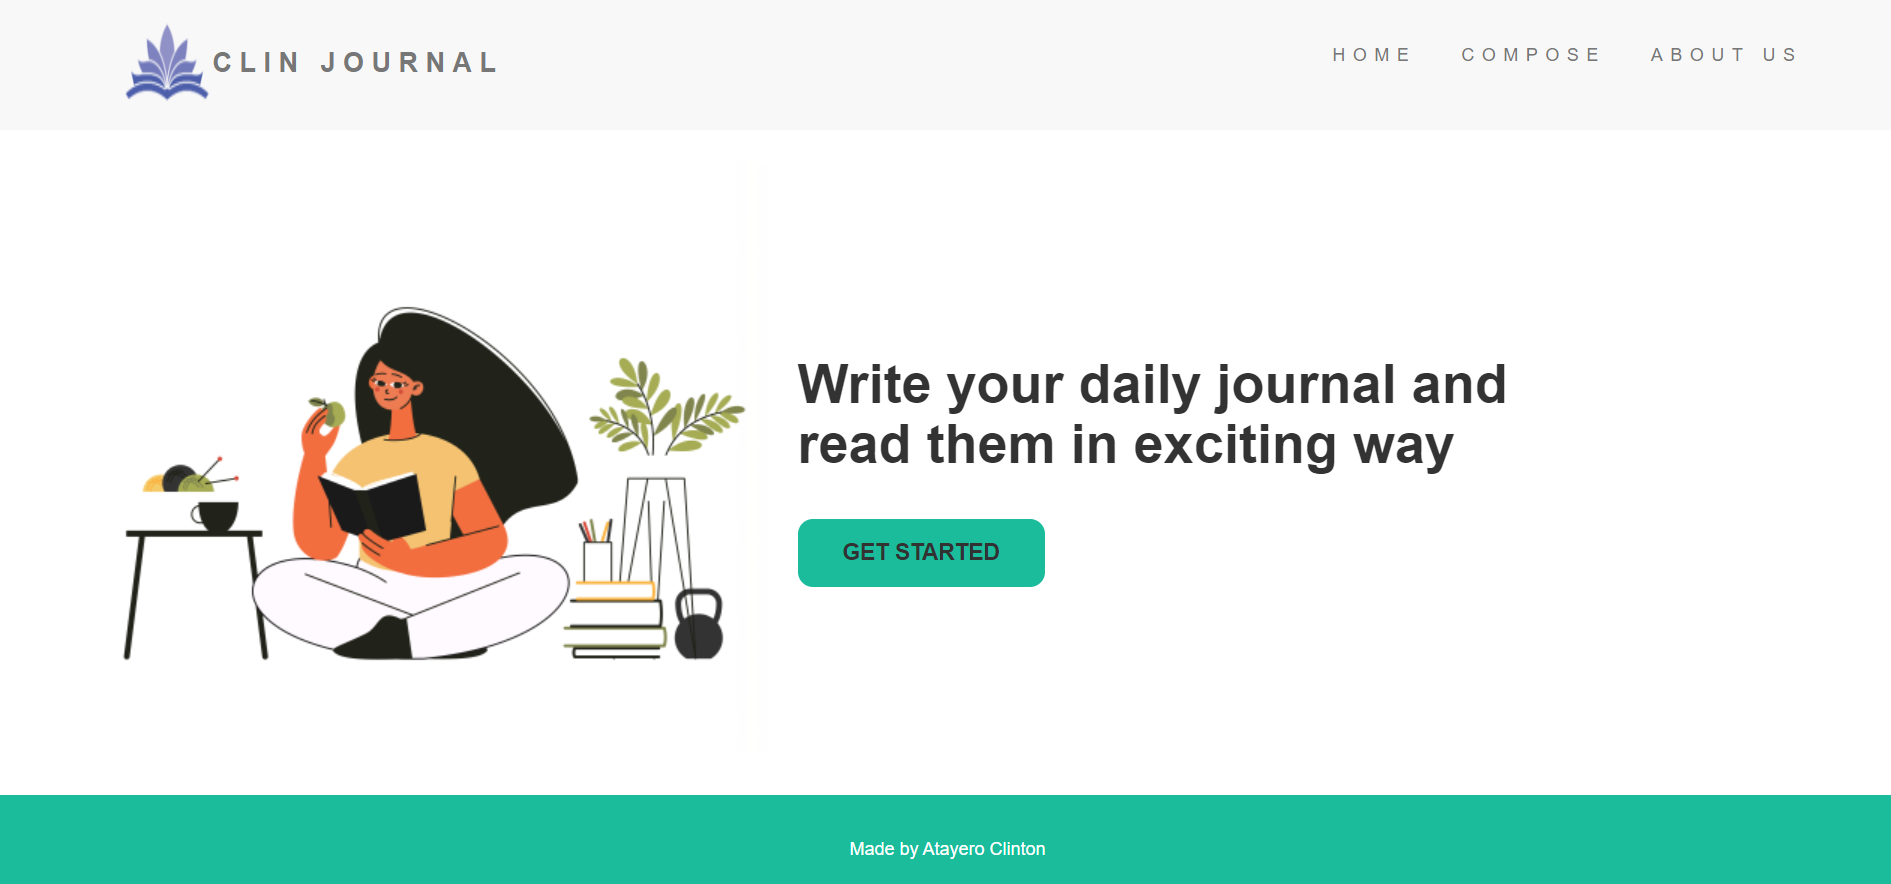 CLIN JOURNAL
HOME COMPOSE ABOUT US
Write your daily journal and
read them in exciting way
GET STARTED
Made by Atayero Clinton